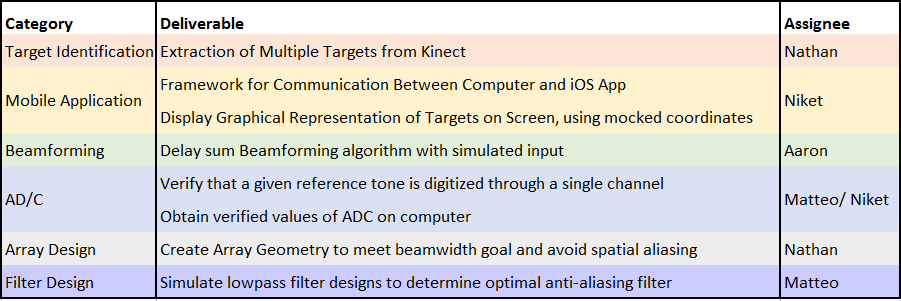 Category Deliverable Assignee
Target Identification Extraction of Multiple Targets from Kinect Nathan
Framework for Communication Between Computer and iOS App
Mobile Application Niket
Display Graphical Representation of Targets on Screen, using mocked coordinates
Beamforming Delay sum Beamforming algorithm with simulated input Aaron
Verify that a given reference tone is digitized through a single channel
AD/C Matteo/ Niket
Obtain verified values of ADC on computer
Array Design Create Array Geometry to meet beamwidth goal and avoid spatial aliasing Nathan
Filter Design Simulate lowpass filter designs to determine optimal anti-aliasing filter Matteo